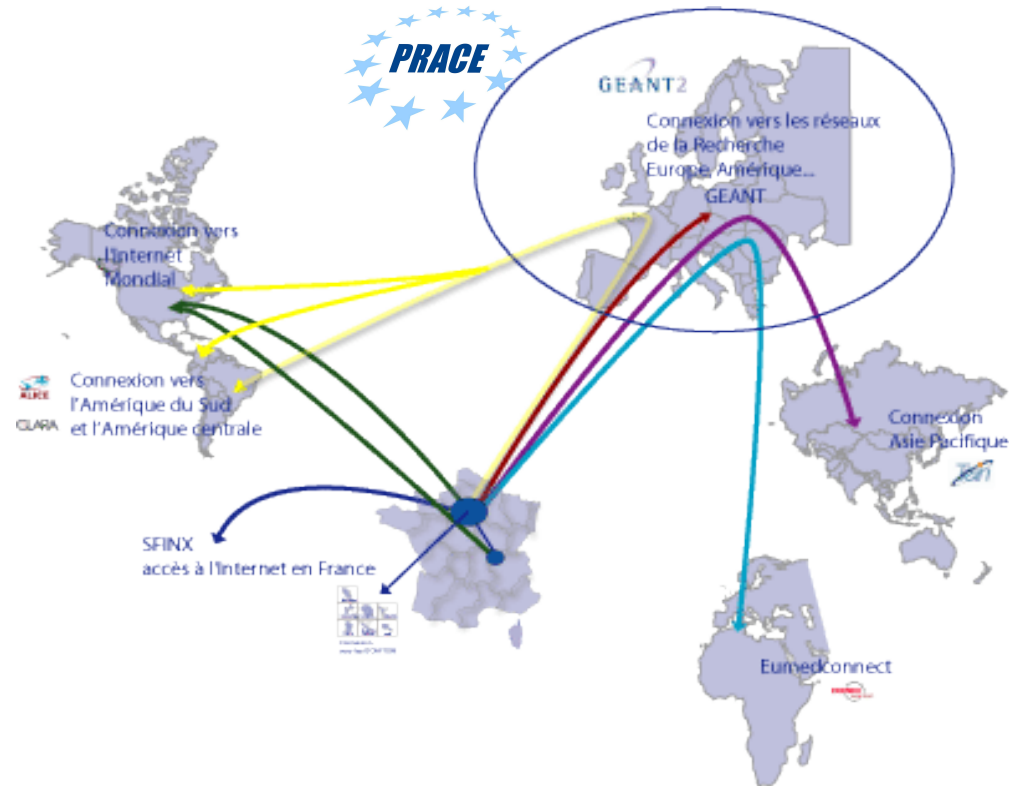 PRACE
GEANT2
Connexion vers les réseaux
de la Recherche
Europe, Amérique...
GEANT
Connexion vers
l'Internet
Mondial
ALICE
Connexion vers
l'Amérique du Sud
CLARA
et l'Amérique centrale
Connexion
Asie Pacifique
SFINX
accès à l'Internet en France
Eumedconnect